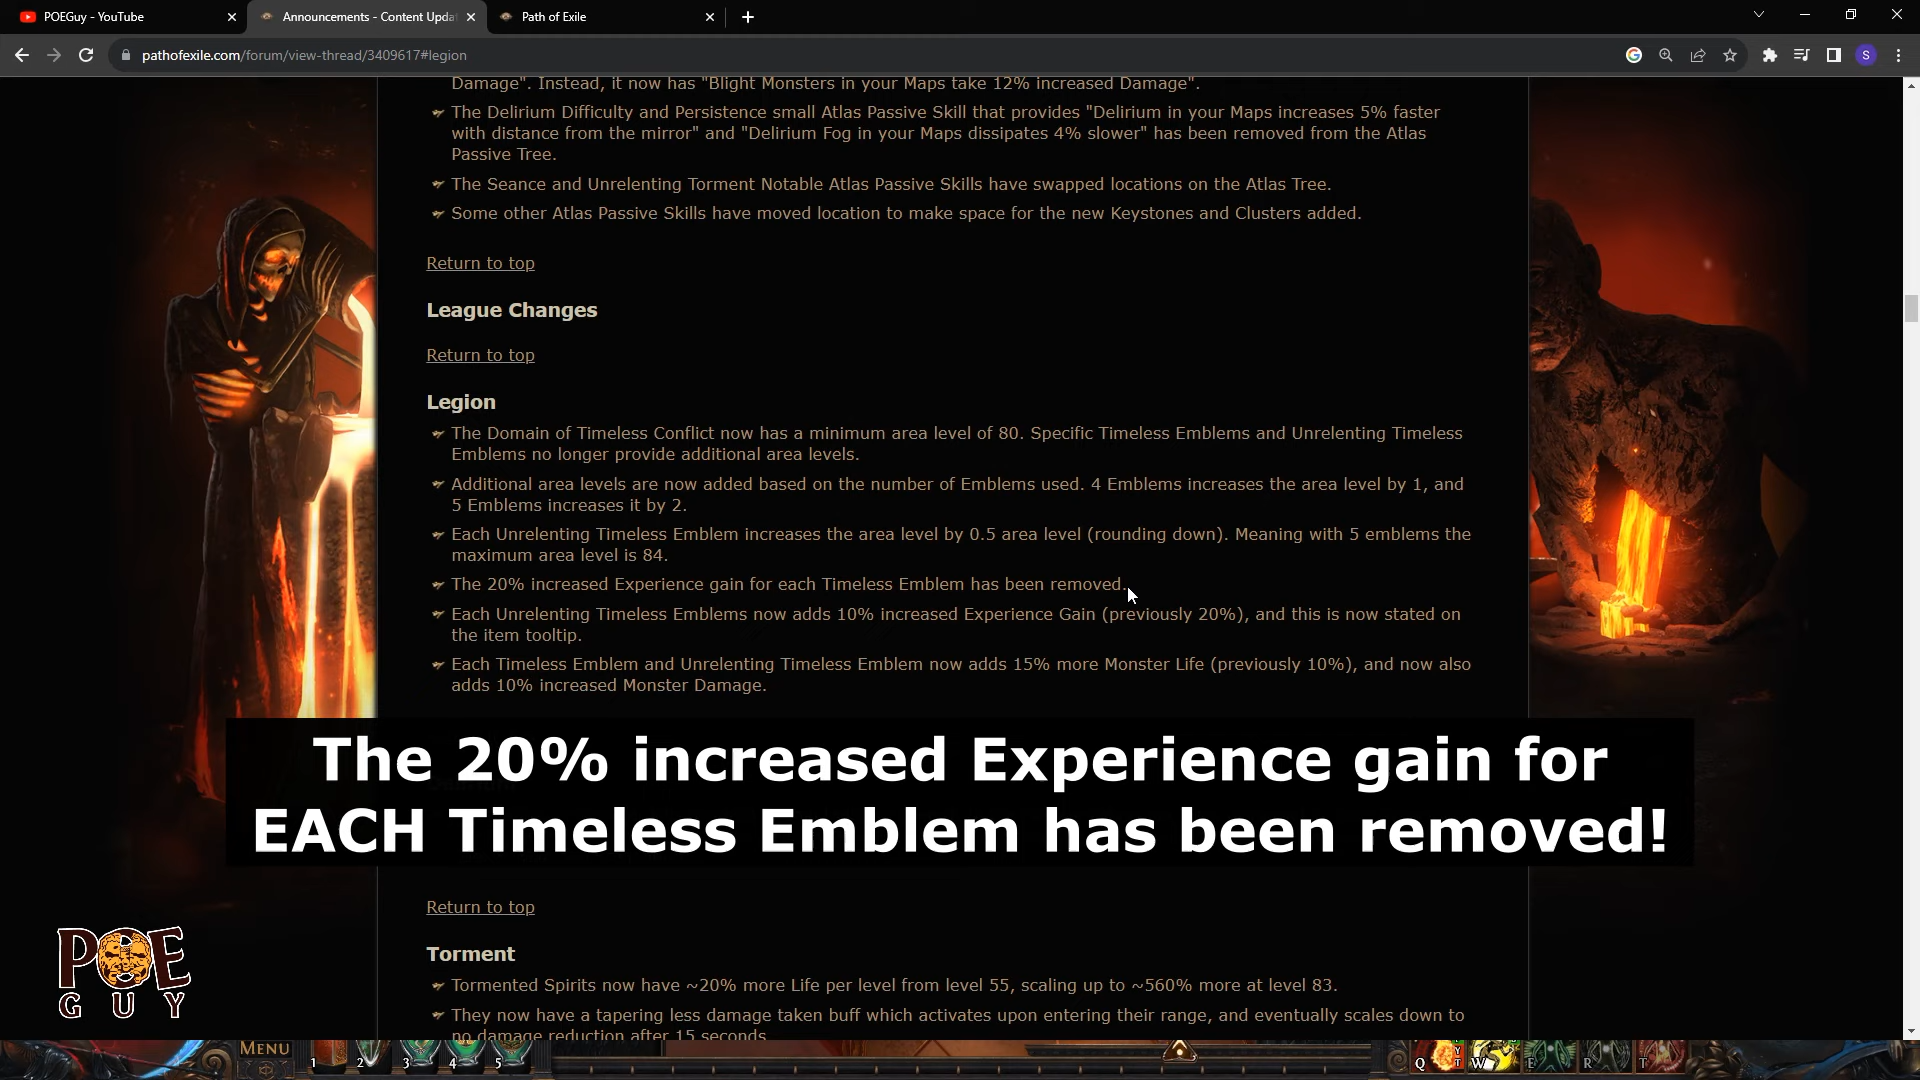 POEGuy - YouTube
Announcements - Content Upda
Path of Exile
pathofexile.com/forum/view-thread/3409617#legion
S
Damage". Instead, it now has "Blight Monsters in your Maps take 12% increased Damage".
The Delirium Difficulty and Persistence small Atlas Passive Skill that provides "Delirium in your Maps increases 5% faster
with distance from the mirror" and "Delirium Fog in your Maps dissipates 4% slower" has been removed from the Atlas
Passive Tree.
The Seance and Unrelenting Torment Notable Atlas Passive Skills have swapped locations on the Atlas Tree.
Some other Atlas Passive Skills have moved location to make space for the new Keystones and Clusters added.
Return to top
League Changes
Return to top
Legion
The Domain of Timeless Conflict now has a minimum area level of 80. Specific Timeless Emblems and Unrelenting Timeless
Emblems no longer provide additional area levels.
Additional area levels are now added based on the number of Emblems used. 4 Emblems increases the area level by 1, and
5 Emblems increases it by 2.
Each Unrelenting Timeless Emblem increases the area level by 0.5 area level (rounding down). Meaning with 5 emblems the
maximum area level is 84.
The 20% increased Experience gain for each Timeless Emblem has been removed.
Each Unrelenting Timeless Emblems now adds 10% increased Experience Gain (previously 20%), and this is now stated on
the item tooltip.
Each Timeless Emblem and Unrelenting Timeless Emblem now adds 15% more Monster Life (previously 10%), and now also
adds 10% increased Monster Damage.
The 20% increased Experience gain for
EACH Timeless Emblem has been removed!
Return to top
Torment
Tormented Spirits now have ~20% more Life per level from level 55, scaling up to ~560% more at level 83.
They now have a tapering less damage taken buff which activates upon entering their range, and eventually scales down to
no damage reduction after 15 seconds.
POE
GUY
MENU
1 2 3 4 5
Q W E R T